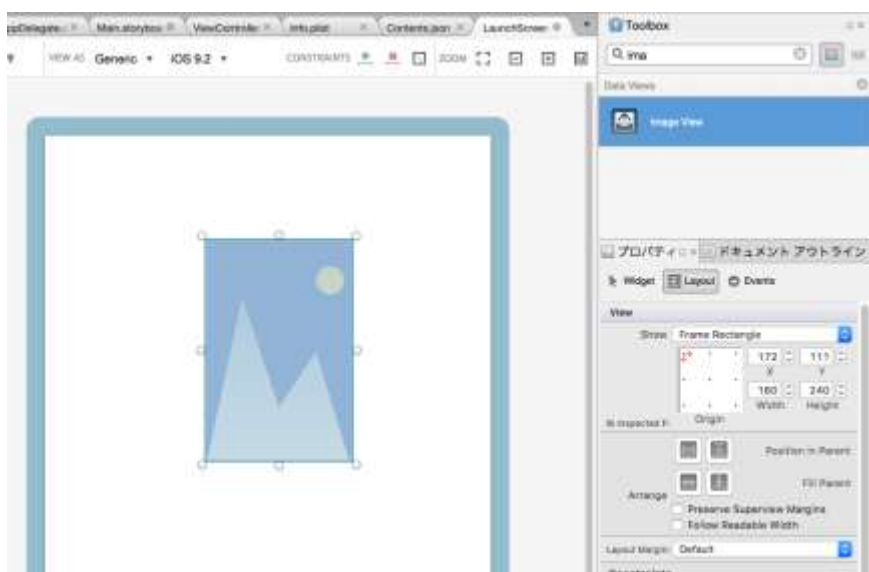 Main.storyboa
ViewController
Info.plist
Contents.json
LaunchScreen
Toolbox
VIEW AS Generic iOS 9.2 CONSTRAINTS ZOOM
ima
Data Views
Image View
プロパティ ドキュメント アウトライン
Widget Layout Events
View
Show Frame Rectangle
172 111
X Y
160 240
Width Height
Origin
Position in Parent
Fill Parent
Arrange
Preserve Superview Margins
Follow Readable Width
Layout Margin Default